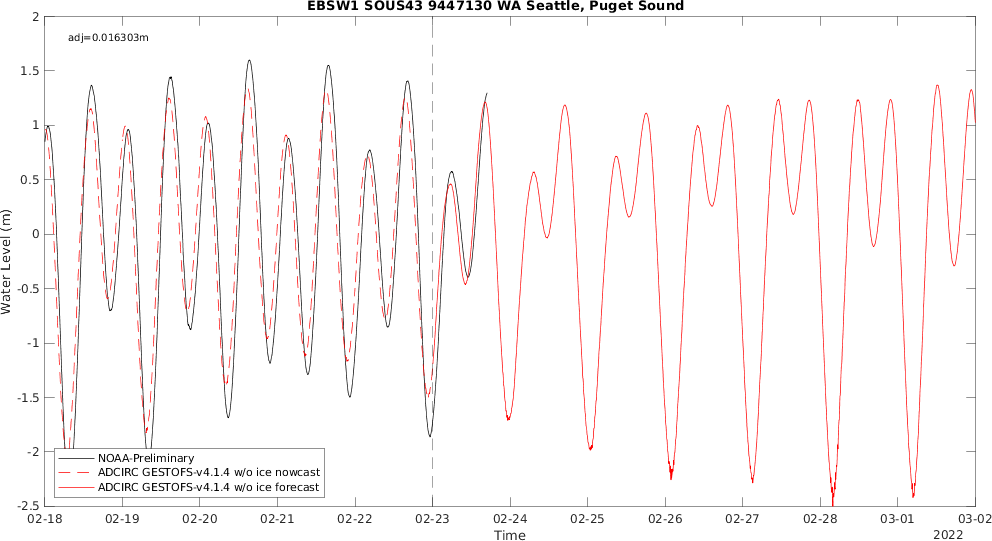 EBSW1 SOUS43 9447130 WA Seattle, Puget Sound
adj=0.016303m
Water Level (m)
2
1.5
1
0.5
0
-0.5
-1
-1.5
-2
-2.5
NOAA-Preliminary
ADCIRC GESTOFS-v4.1.4 w/o ice nowcast
ADCIRC GESTOFS-v4.1.4 w/o ice forecast
02-18 02-19 02-20 02-21 02-22 02-23 02-24 02-25 02-26 02-27 02-28 03-01 03-02
Time
2022